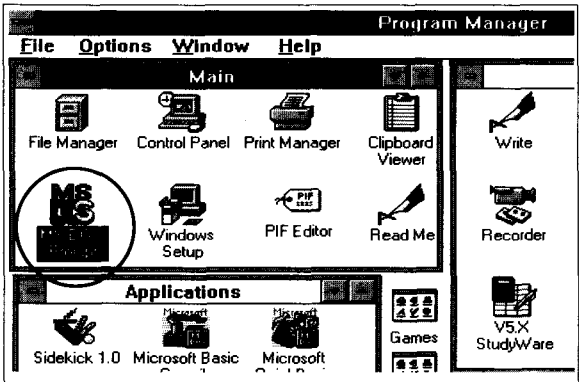 Program Manager
File Options Window Help
Main
File Manager
Control Panel
Print Manager
Clipboard
Viewer
Write
MS
Windows
Setup
PIF
PIF Editor
Read Me
Recorder
Applications
Microsoft
Sidekick 1.0
Microsoft Basic
Microsoft
Games
V5.X
StudyWare